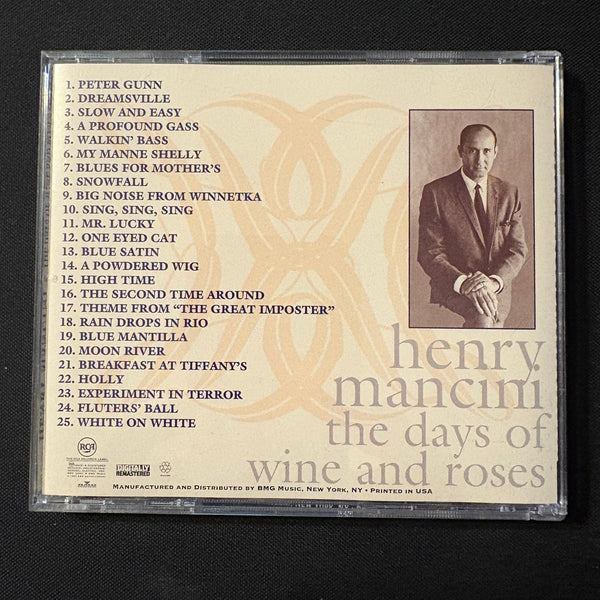 1. PETER GUNN
2. DREAMSVILLE
3. SLOW AND EASY
4. A PROFOUND GASS
5. WALKIN' BASS
6. MY MANNE SHELLY
7. BLUES FOR MOTHER'S
8. SNOWFALL
9. BIG NOISE FROM WINNETKA
10. SING, SING, SING
11. MR. LUCKY
12. ONE EYED CAT
13. BLUE SATIN
14. A POWDERED WIG
15. HIGH TIME
16. THE SECOND TIME AROUND
17. THEME FROM "THE GREAT IMPOSTER"
18. RAIN DROPS IN RIO
19. BLUE MANTILLA
20. MOON RIVER
21. BREAKFAST AT TIFFANY'S
22. HOLLY
23. EXPERIMENT IN TERROR
24. FLUTERS' BALL
25. WHITE ON WHITE
henry
mancini
the days of
wine and roses
RCA
DIGITALLY
REMASTERED
MANUFACTURED AND DISTRIBUTED BY BMG MUSIC, NEW YORK, NY • PRINTED IN USA